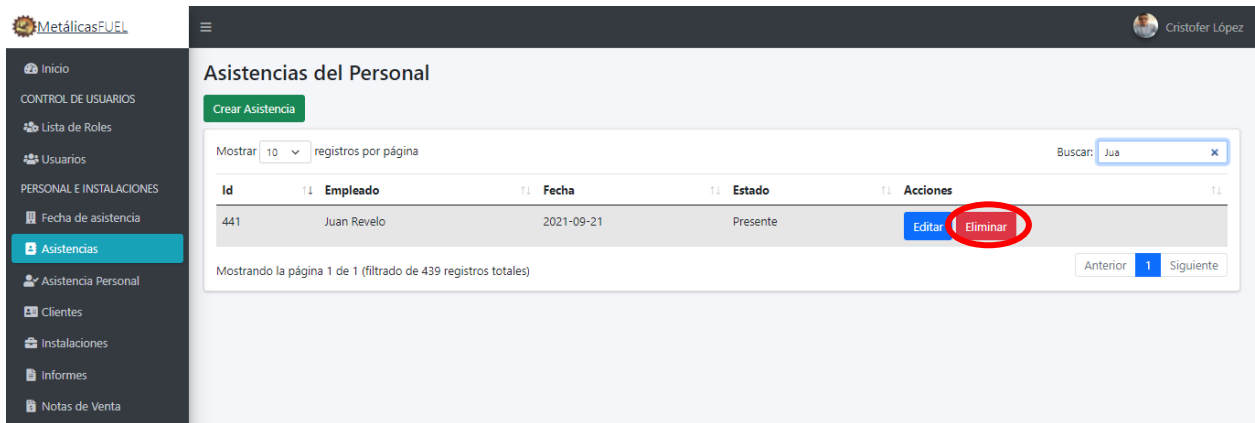 MetálicasFUEL
Cristofer López
Inicio
CONTROL DE USUARIOS
Lista de Roles
Usuarios
PERSONAL E INSTALACIONES
Fecha de asistencia
Asistencias
Asistencia Personal
Clientes
Instalaciones
Informes
Notas de Venta
Asistencias del Personal
Crear Asistencia
Mostrar 10 registros por página
Buscar: Jua
Id Empleado Fecha Estado Acciones
441 Juan Revelo 2021-09-21 Presente Editar Eliminar
Mostrando la página 1 de 1 (filtrado de 439 registros totales)
Anterior 1 Siguiente